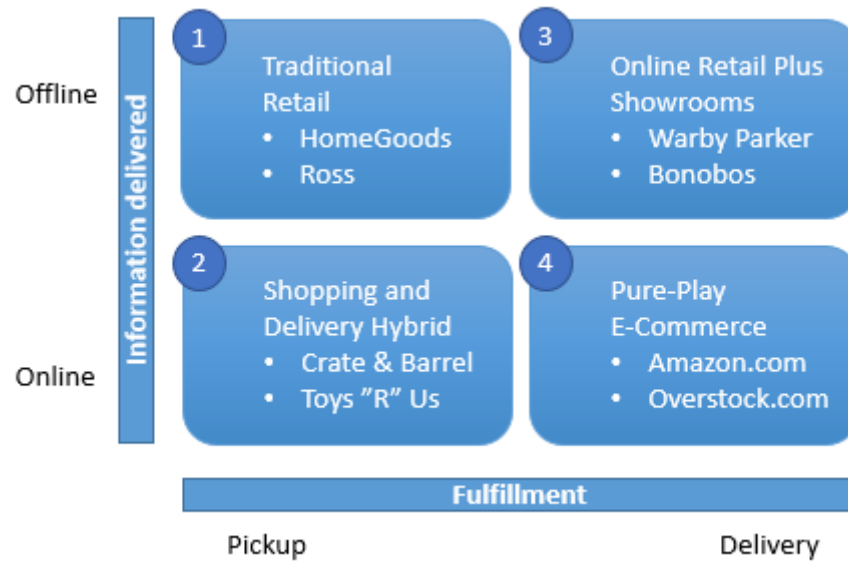 1
3
Offline
Traditional
Retail
• HomeGoods
• Ross
Online Retail Plus
Showrooms
• Warby Parker
• Bonobos
Information delivered
2
4
Online
Shopping and
Delivery Hybrid
• Crate & Barrel
• Toys ”R” Us
Pure-Play
E-Commerce
• Amazon.com
• Overstock.com
Fulfillment
Pickup
Delivery